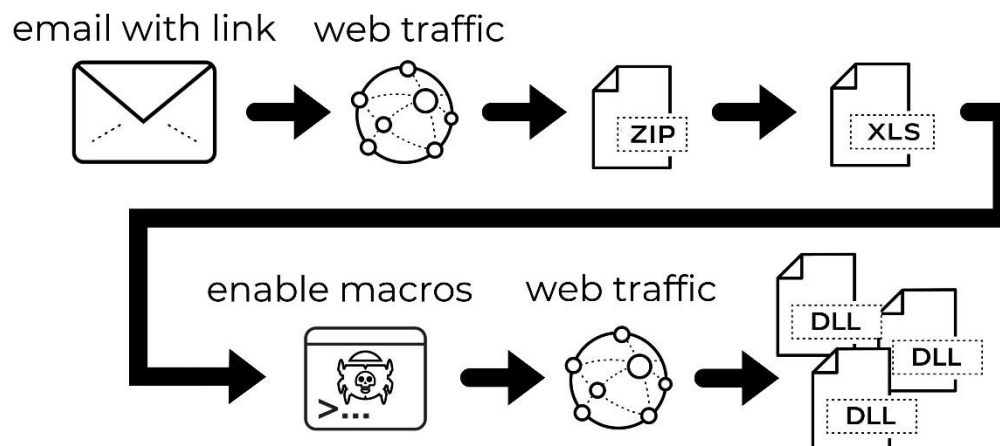 email with link
web traffic
ZIP
XLS
enable macros
>...
web traffic
DLL
DLL
DLL